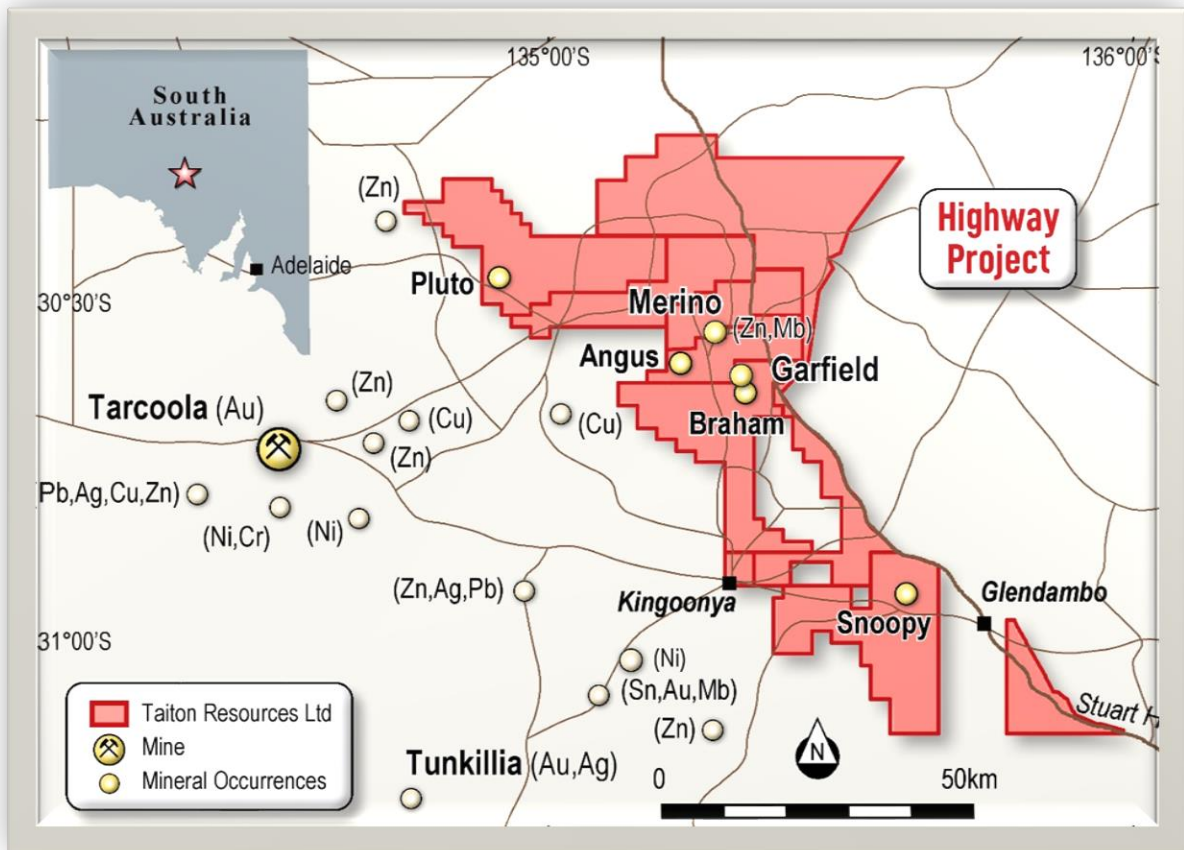 135°00'S
136°00'S
South
Australia
Adelaide
Highway
Project
(Zn)
Pluto
30°30'S
Merino
(Zn,Mb)
Angus
Garfield
Braham
(Zn)
Tarcoola (Au)
(Cu)
(Cu)
(Zn)
Pb,Ag,Cu,Zn)
(Ni,Cr)
(Ni)
(Zn,Ag,Pb)
Kingoonya
Glendambo
Snoopy
31°00'S
(Ni)
(Sn,Au,Mb)
(Zn)
Stuart H
Taiton Resources Ltd
Mine
Mineral Occurrences
Tunkillia (Au,Ag)
N
0
50km